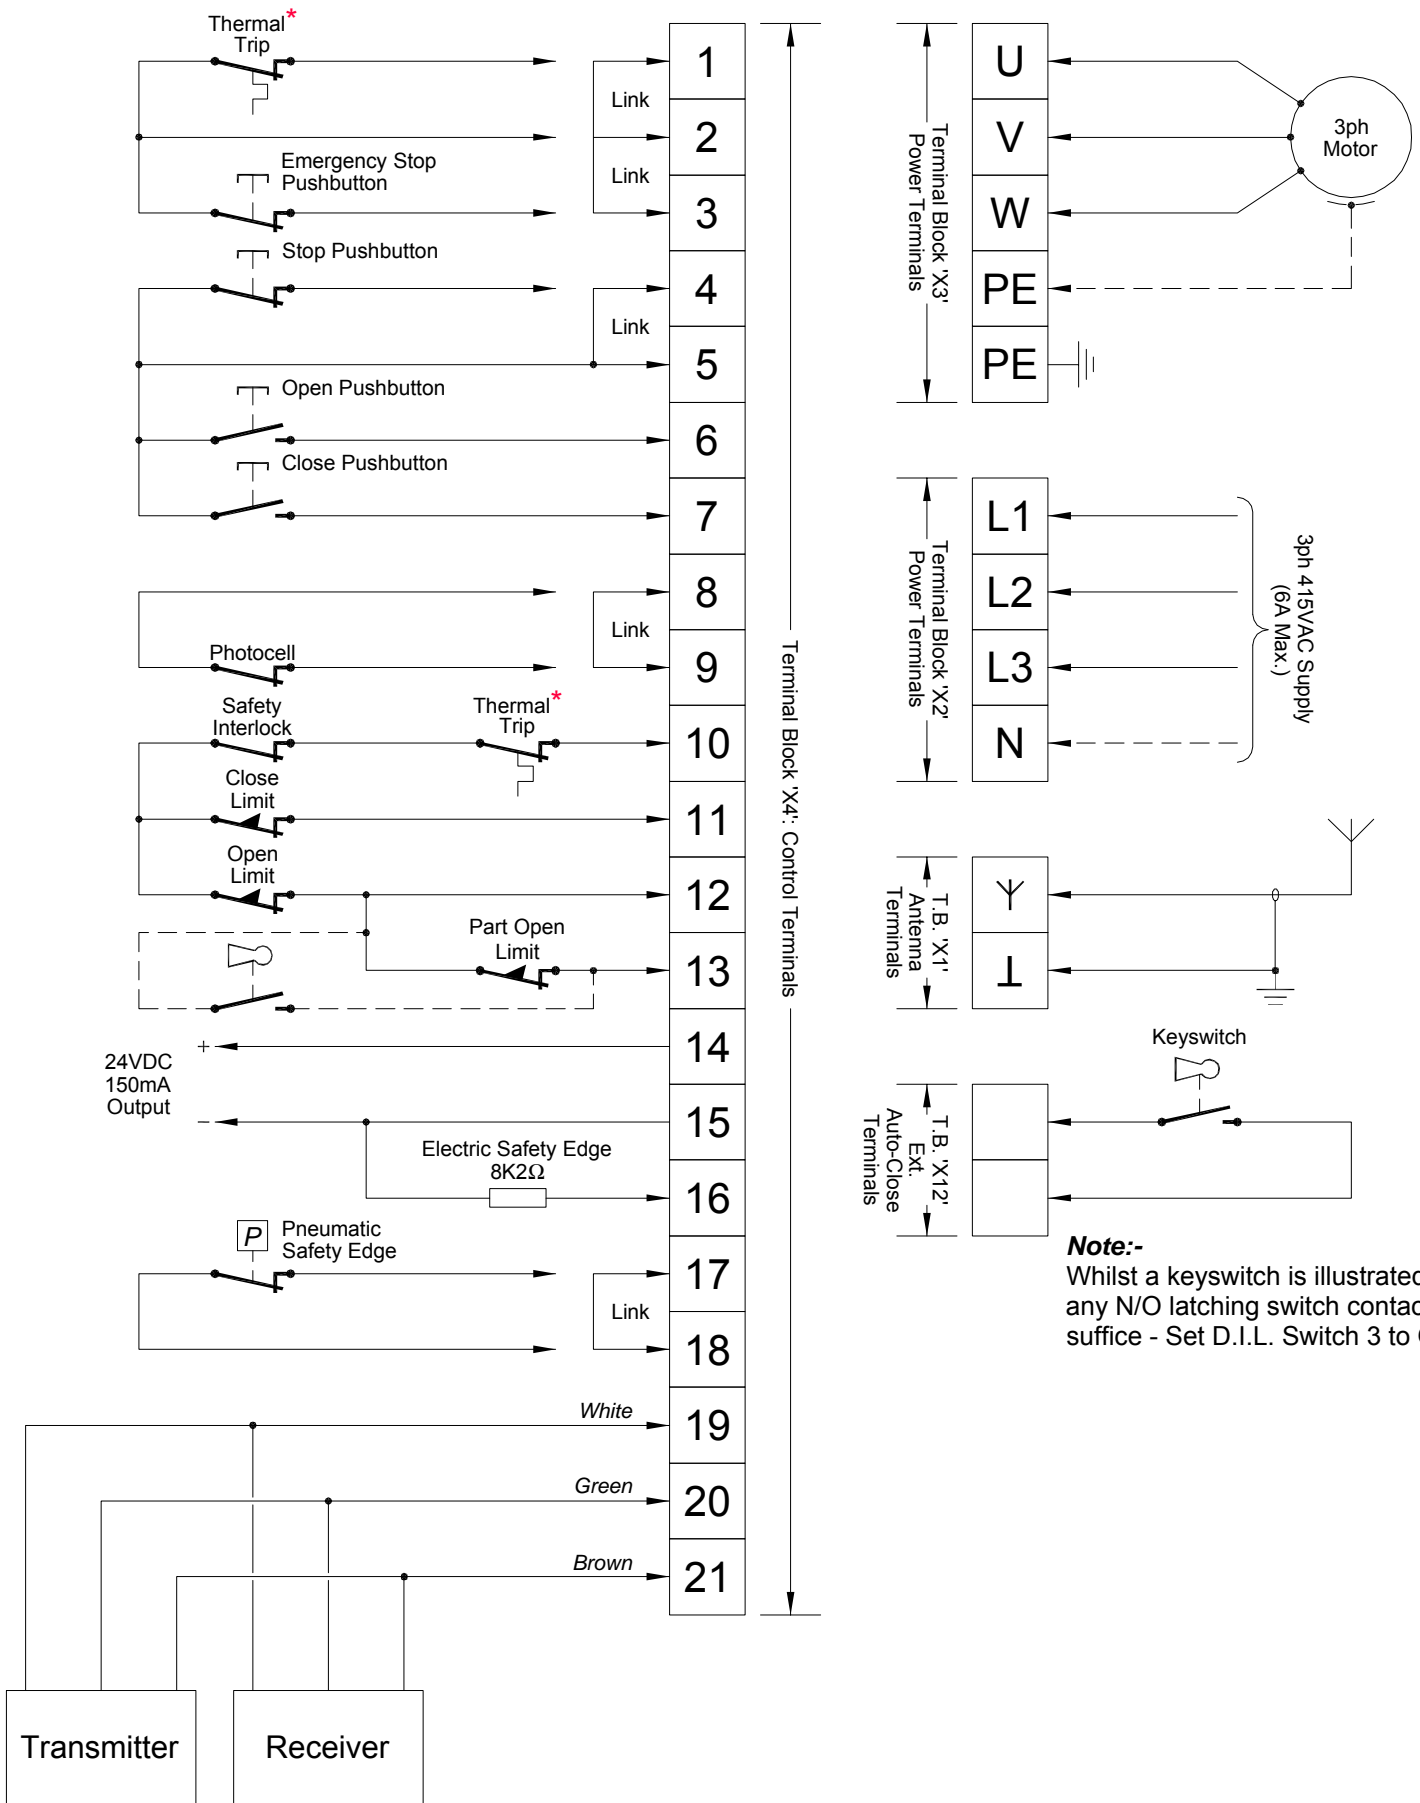 Thermal*
Trip
Emergency Stop
Pushbutton
Stop Pushbutton
Open Pushbutton
Close Pushbutton
Photocell
Safety
Interlock
Thermal*
Trip
Close
Limit
Open
Limit
Part Open
Limit
24VDC
150mA
Output
+
-
Electric Safety Edge
8K2Ω
P
Pneumatic
Safety Edge
White
Green
Brown
Transmitter
Receiver
Link
Link
Link
Link
Link
1
2
3
4
5
6
7
8
9
10
11
12
13
14
15
16
17
18
19
20
21
Terminal Block 'X4': Control Terminals
Terminal Block 'X3'
Power Terminals
U
V
W
PE
PE
3ph
Motor
Terminal Block 'X2'
Power Terminals
L1
L2
L3
N
3ph 415VAC Supply
(6A Max.)
T.B. 'X1'
Antenna
Terminals
T.B. 'X12'
Ext.
Auto-Close
Terminals
Keyswitch
Note:-
Whilst a keyswitch is illustrated
any N/O latching switch contac
suffice - Set D.I.L. Switch 3 to